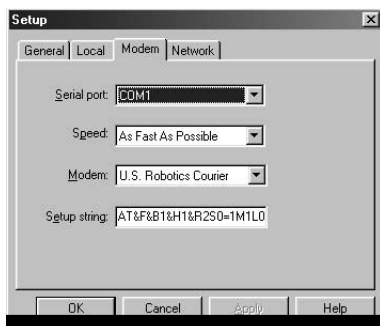 Setup
General Local Modem Network
Serial port: COM1
Speed: As Fast As Possible
Modem: U.S. Robotics Courier
Setup string: AT&F&B1&H1&R2S0=1M1L0
OK Cancel Apply Help